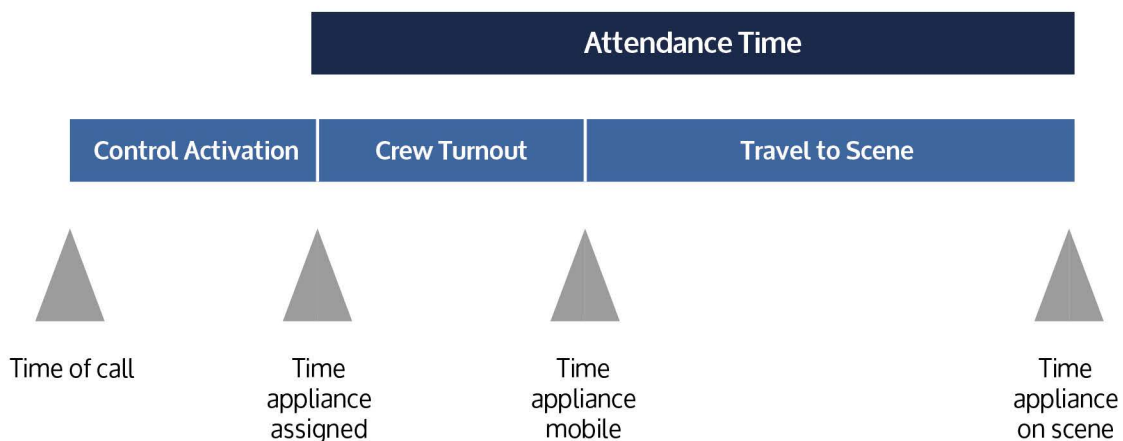 Attendance Time
Control Activation
Crew Turnout
Travel to Scene
Time of call
Time
appliance
assigned
Time
appliance
mobile
Time
appliance
on scene